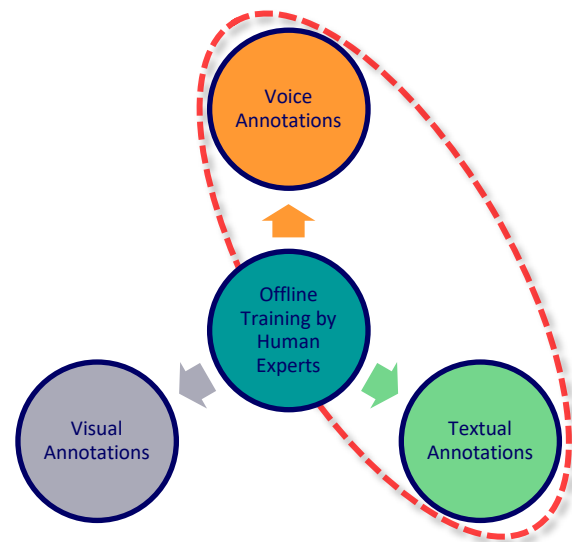 Voice
Annotations
Offline
Training by
Human
Experts
Visual
Annotations
Textual
Annotations